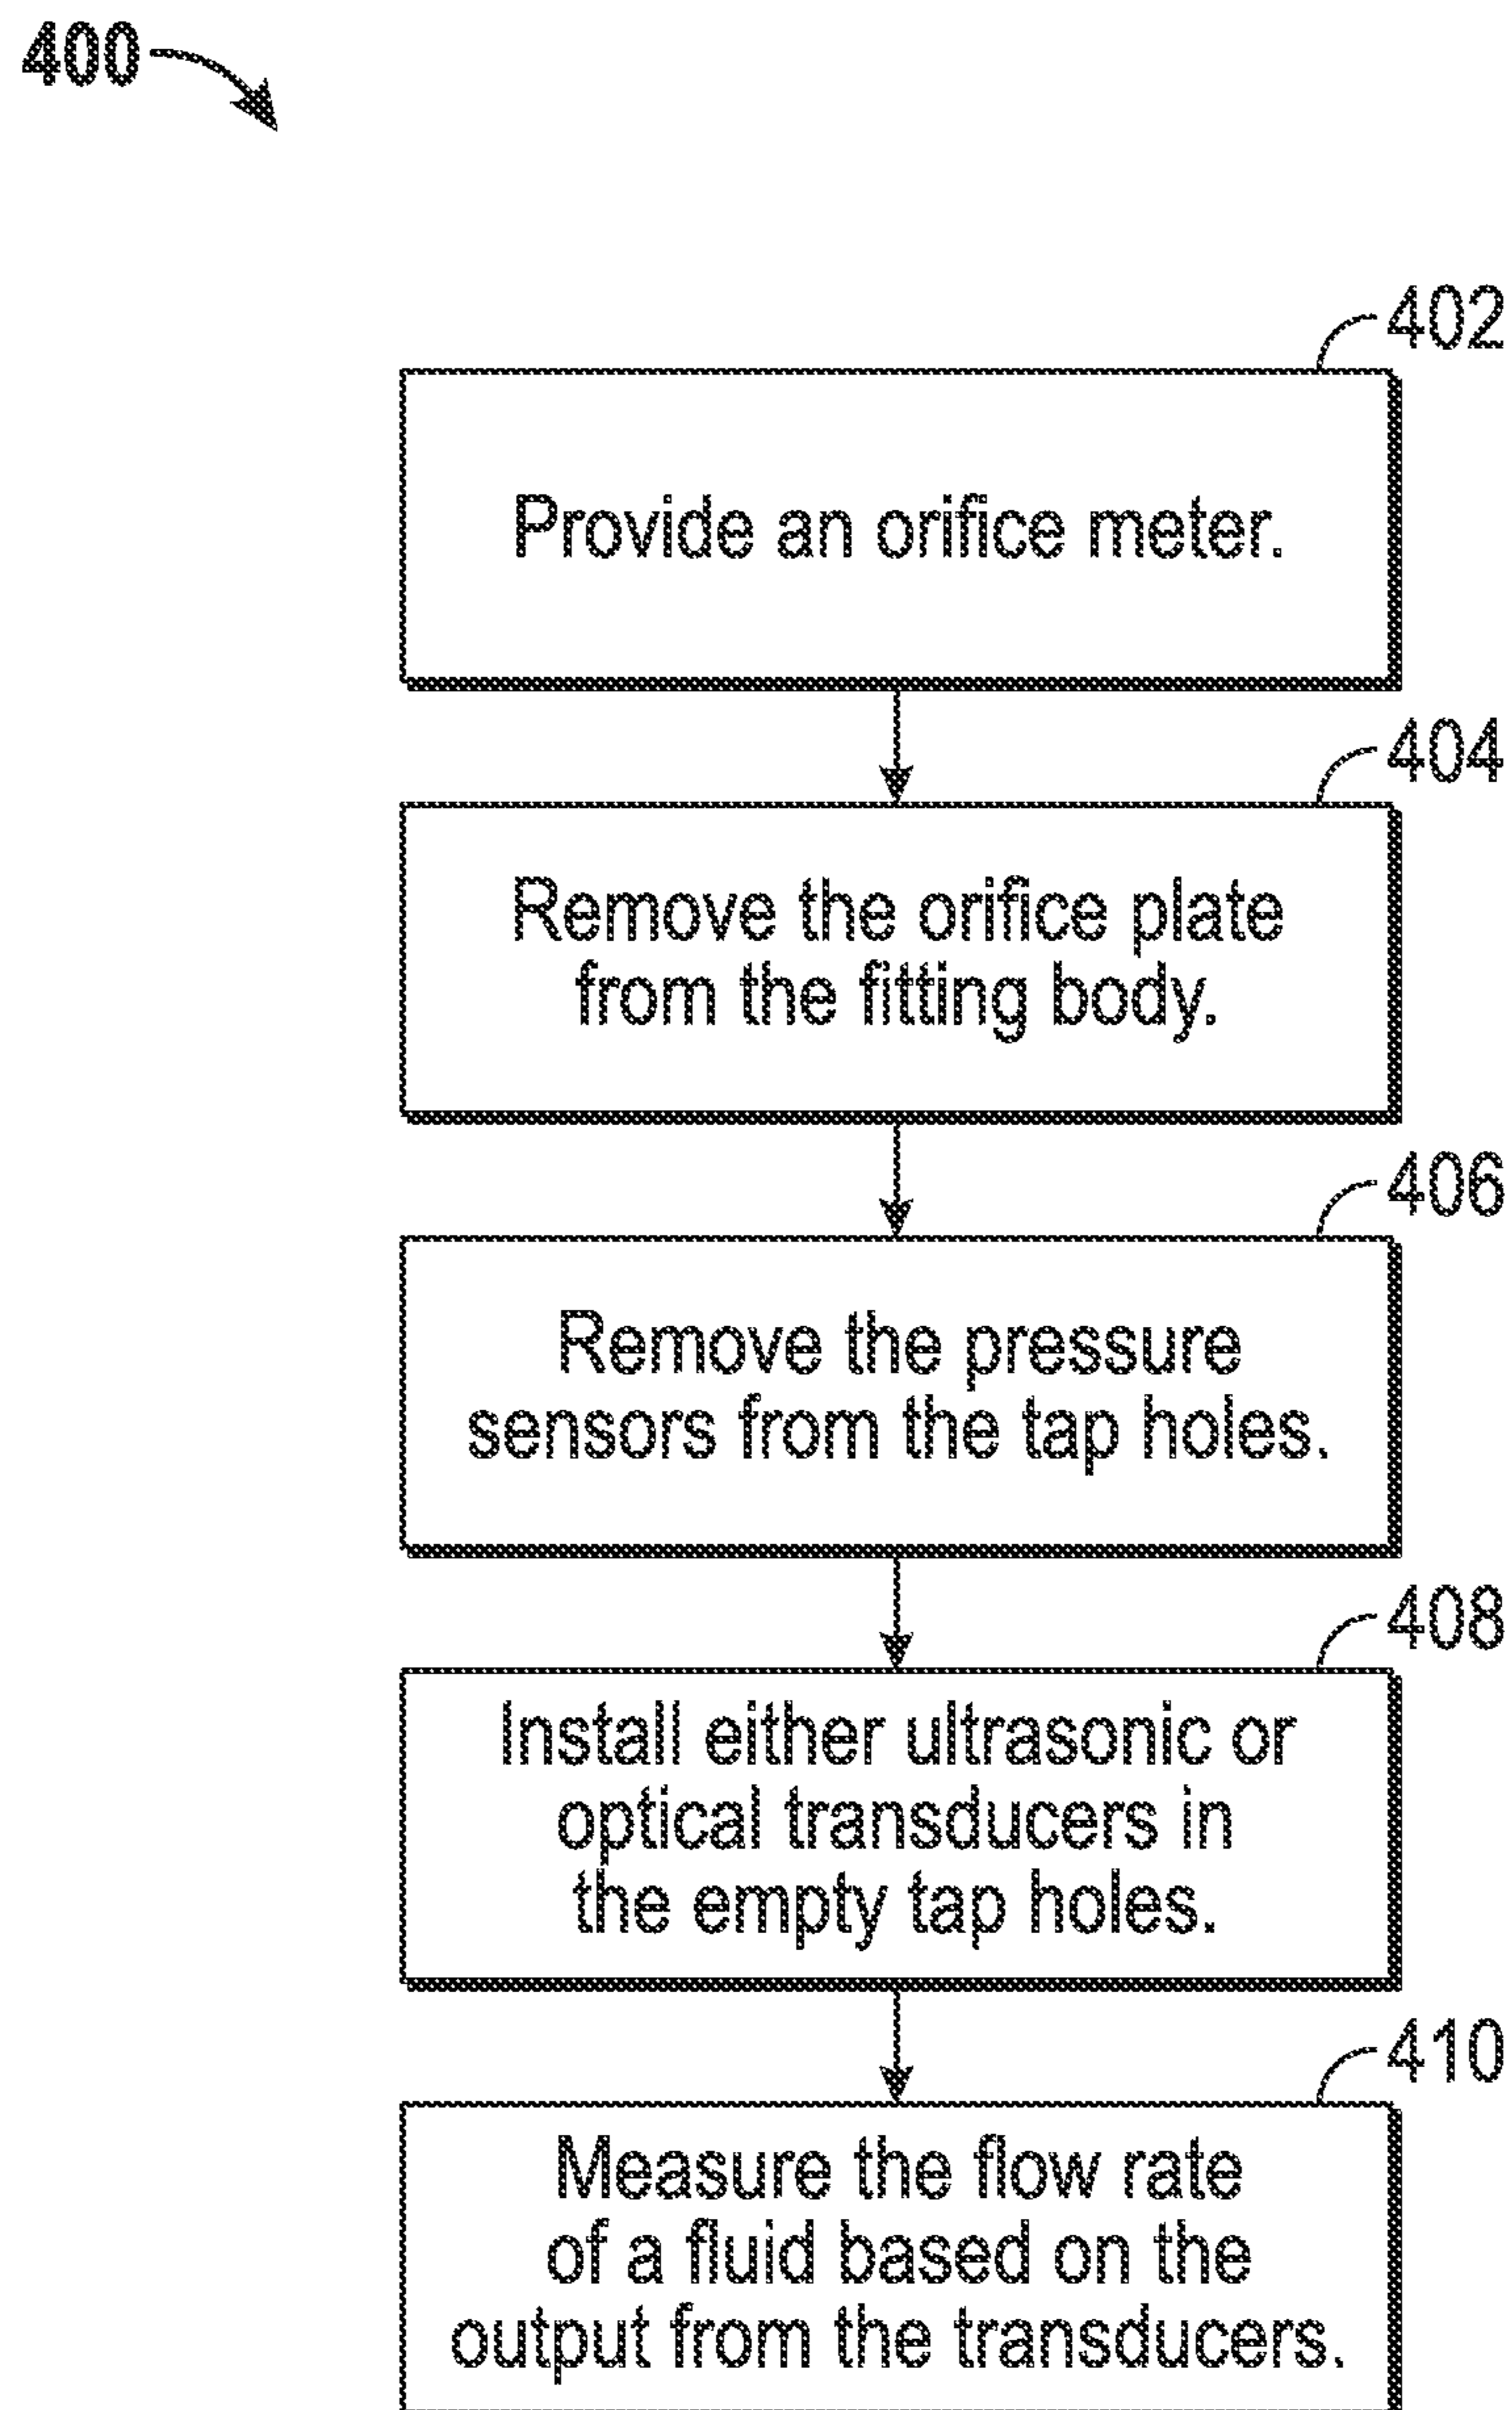 400
402
Provide an orifice meter.
404
Remove the orifice plate
from the fitting body.
406
Remove the pressure
sensors from the tap holes.
408
Install either ultrasonic or
optical transducers in
the empty tap holes.
410
Measure the flow rate
of a fluid based on the
output from the transducers.